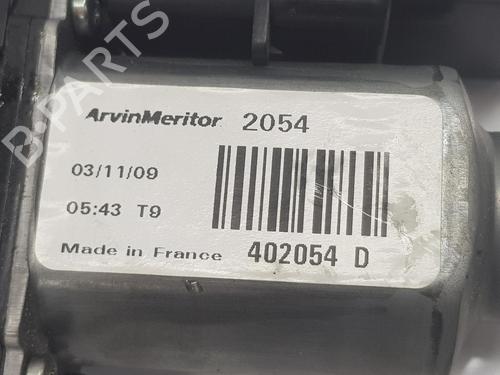 B-PARTS
ArvinMeritor 2054
03/11/09
05:43 T9
Made in France 402054 D